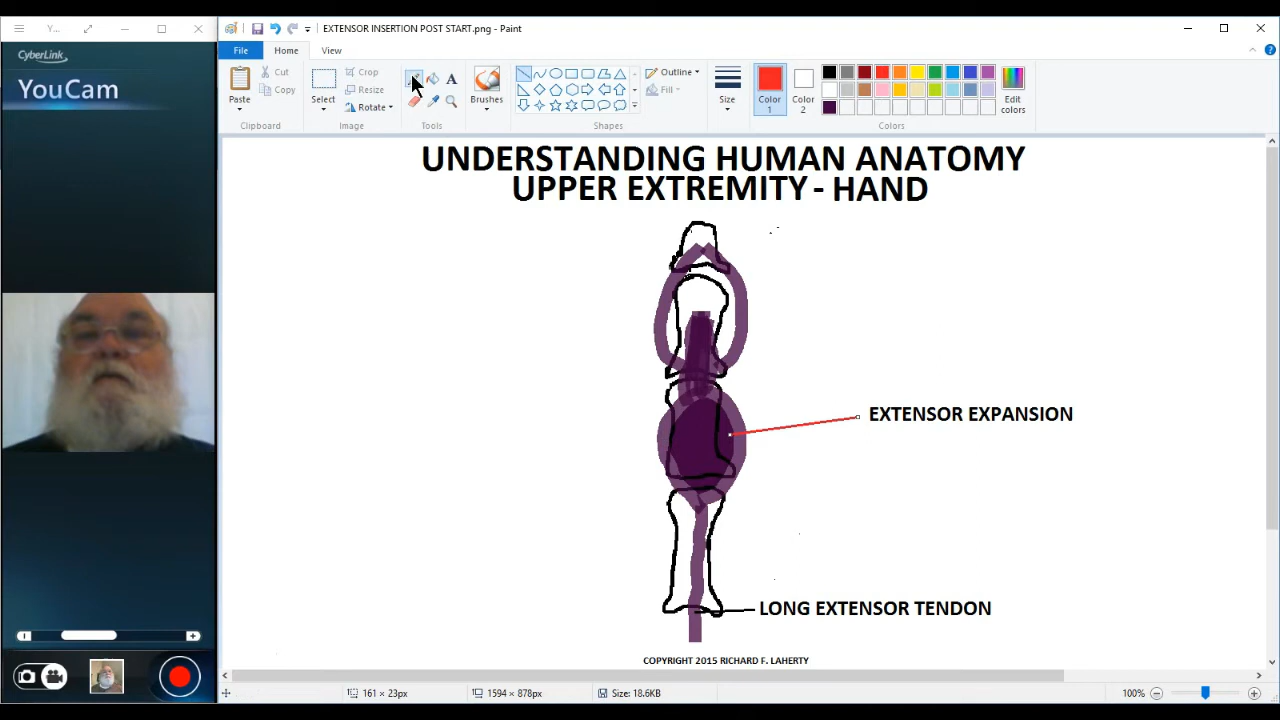 Y...
CyberLink
YouCam
EXTENSOR INSERTION POST START.png - Paint
File
Home
View
Paste
Cut
Copy
Clipboard
Select
Crop
Resize
Rotate
Image
A
Tools
Brushes
Outline
Fill
Shapes
Size
Color
1
Color
2
Edit
colors
Colors
UNDERSTANDING HUMAN ANATOMY
UPPER EXTREMITY - HAND
EXTENSOR EXPANSION
LONG EXTENSOR TENDON
COPYRIGHT 2015 RICHARD F. LAHERTY
161 × 23px
1594 × 878px
Size: 18.6KB
100%